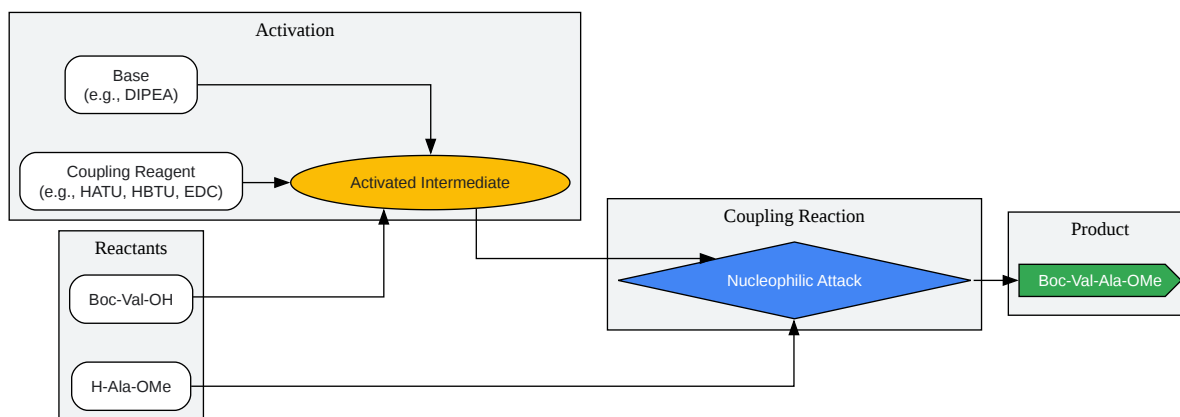 Activation
Base
(e.g., DIPEA)
Coupling Reagent
(e.g., HATU, HBTU, EDC)
Activated Intermediate
Reactants
Boc-Val-OH
H-Ala-OMe
Coupling Reaction
Nucleophilic Attack
Product
Boc-Val-Ala-OMe